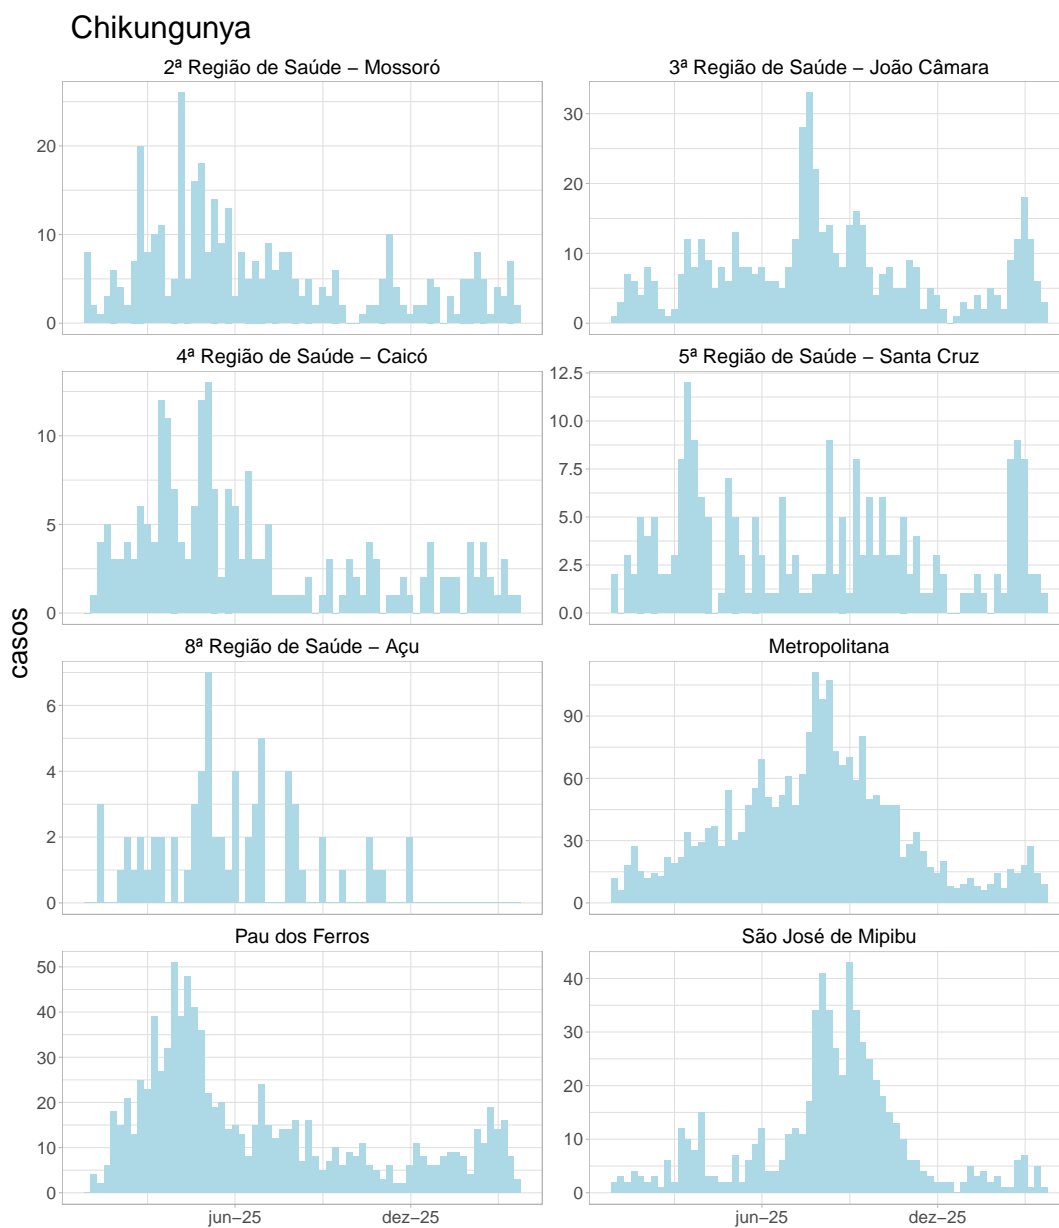 Chikungunya
2ª Região de Saúde − Mossoró
3ª Região de Saúde − João Câmara
20
10
0
30
20
10
0
4ª Região de Saúde − Caicó
5ª Região de Saúde − Santa Cruz
10
5
0
12.5
10.0
7.5
5.0
2.5
0.0
casos
8ª Região de Saúde − Açu
Metropolitana
6
4
2
0
90
60
30
0
Pau dos Ferros
São José de Mipibu
50
40
30
20
10
0
40
30
20
10
0
jun−25
dez−25
jun−25
dez−25